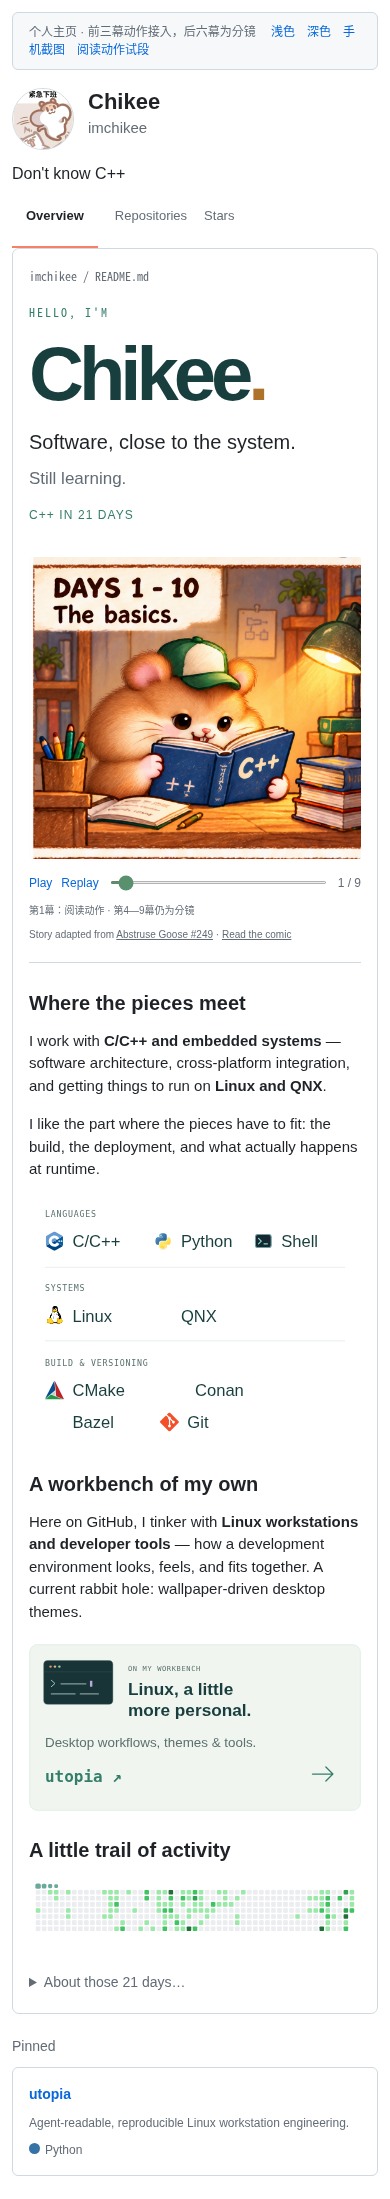 个人主页 · 前三幕动作接入，后六幕为分镜 浅色 深色 手
机截图 阅读动作试段
紧急下班
Chikee
imchikee
Don't know C++
Overview Repositories Stars
imchikee / README.md
HELLO, I'M
Chikee.
Software, close to the system.
Still learning.
C++ IN 21 DAYS
DAYS 1 - 10
The basics.
C++
++
Play Replay 1 / 9
第1幕：阅读动作 · 第4—9幕仍为分镜
Story adapted from Abstruse Goose #249 · Read the comic
Where the pieces meet
I work with C/C++ and embedded systems —
software architecture, cross-platform integration,
and getting things to run on Linux and QNX.
I like the part where the pieces have to fit: the
build, the deployment, and what actually happens
at runtime.
LANGUAGES
C/C++ Python Shell
SYSTEMS
Linux QNX
BUILD & VERSIONING
CMake Conan
Bazel Git
A workbench of my own
Here on GitHub, I tinker with Linux workstations
and developer tools — how a development
environment looks, feels, and fits together. A
current rabbit hole: wallpaper-driven desktop
themes.
ON MY WORKBENCH
Linux, a little
more personal.
Desktop workflows, themes & tools.
utopia ↗
A little trail of activity
About those 21 days…
Pinned
utopia
Agent-readable, reproducible Linux workstation engineering.
Python